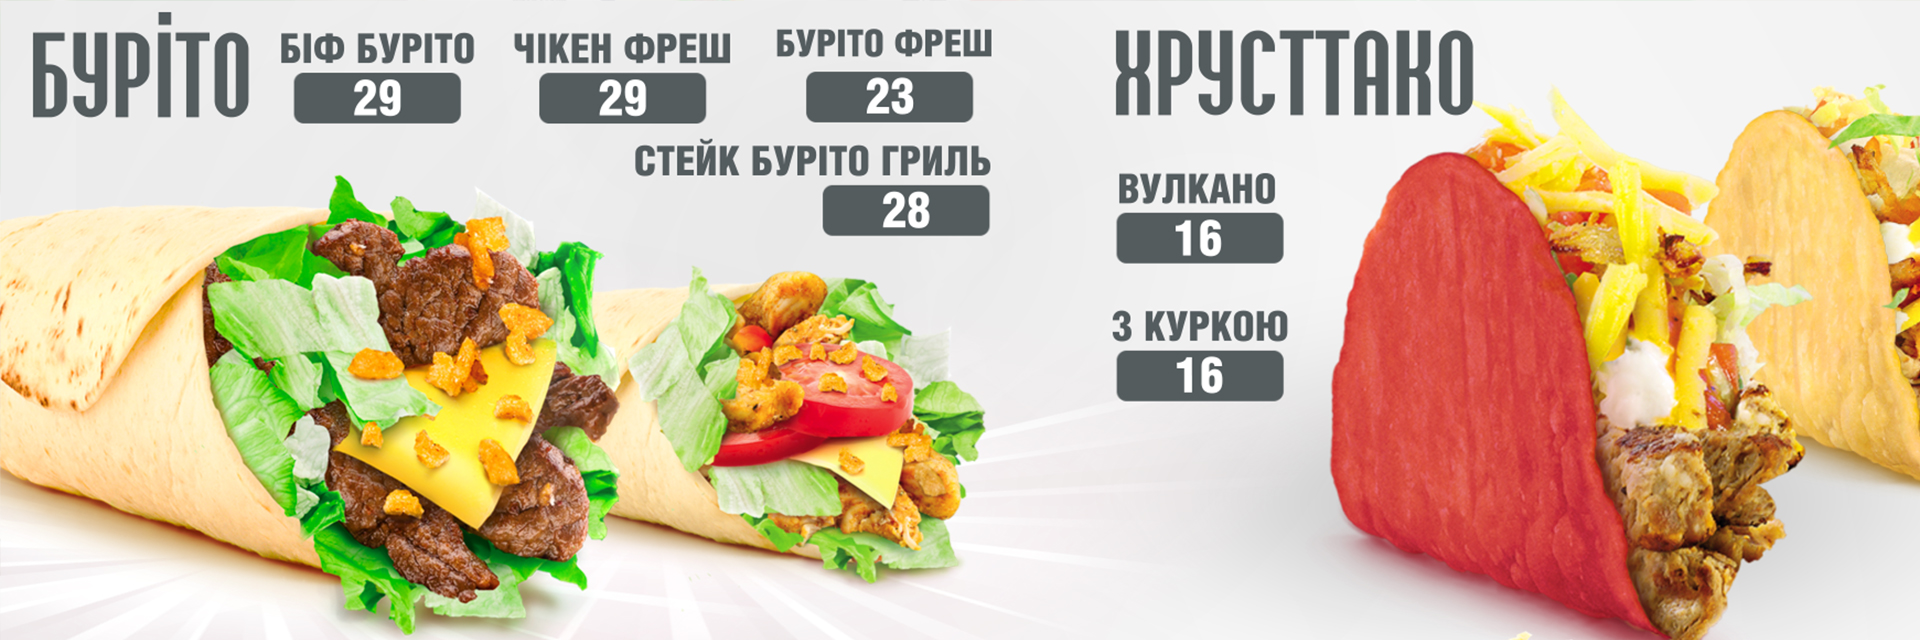 БУРіТО
БІФ БУРІТО
29
ЧІКЕН ФРЕШ
29
БУРІТО ФРЕШ
23
СТЕЙК БУРІТО ГРИЛЬ
28
ХРУСТТАКО
ВУЛКАНО
16
З КУРКОЮ
16